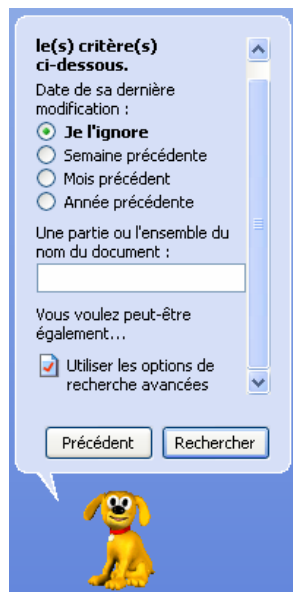 le(s) critère(s)
ci-dessous.
Date de sa dernière
modification :
Je l'ignore
Semaine précédente
Mois précédent
Année précédente
Une partie ou l'ensemble du
nom du document :
Vous voulez peut-être
également...
Utiliser les options de
recherche avancées
Précédent
Rechercher